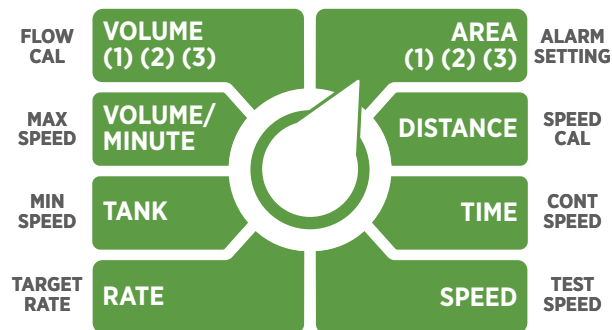 FLOW
CAL
VOLUME
(1) (2) (3)
AREA
(1) (2) (3)
ALARM
SETTING
MAX
SPEED
VOLUME/
MINUTE
DISTANCE
SPEED
CAL
MIN
SPEED
TANK
TIME
CONT
SPEED
TARGET
RATE
RATE
SPEED
TEST
SPEED